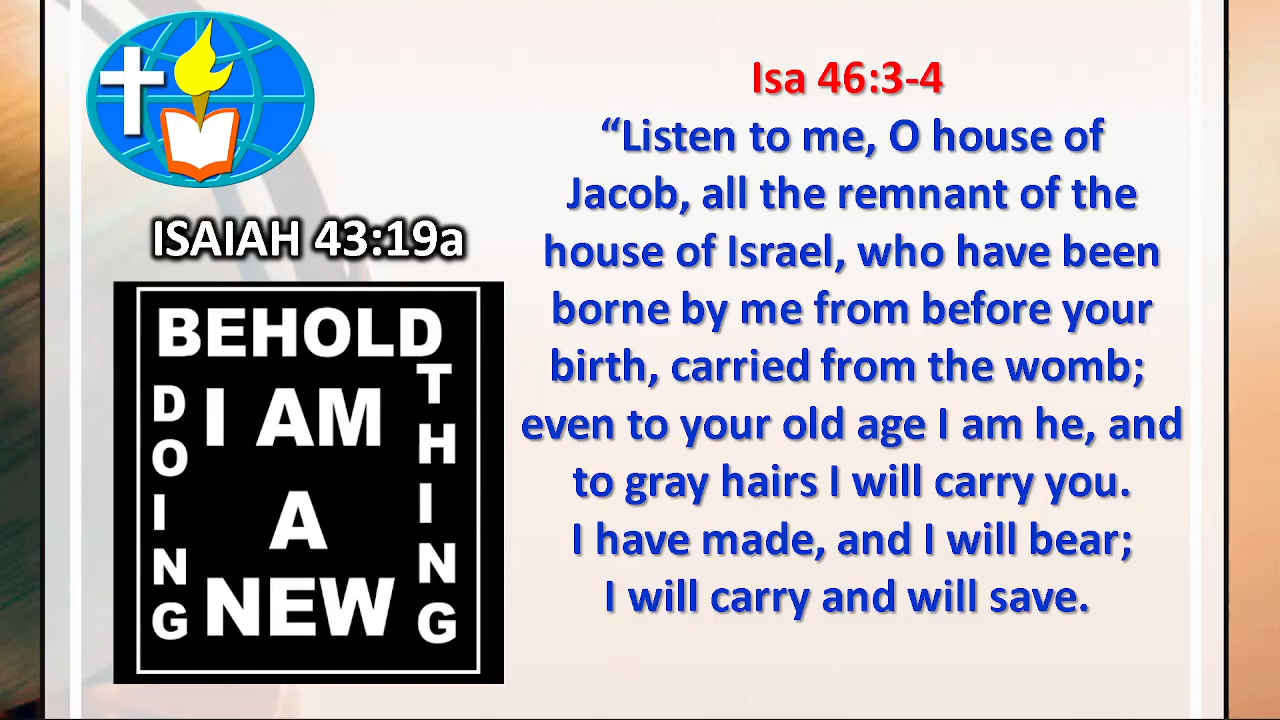 ISAIAH 43:19a
BEHOLD
DOING
I AM
A
NEW
THING
Isa 46:3-4
“Listen to me, O house of
Jacob, all the remnant of the
house of Israel, who have been
borne by me from before your
birth, carried from the womb;
even to your old age I am he, and
to gray hairs I will carry you.
I have made, and I will bear;
I will carry and will save.